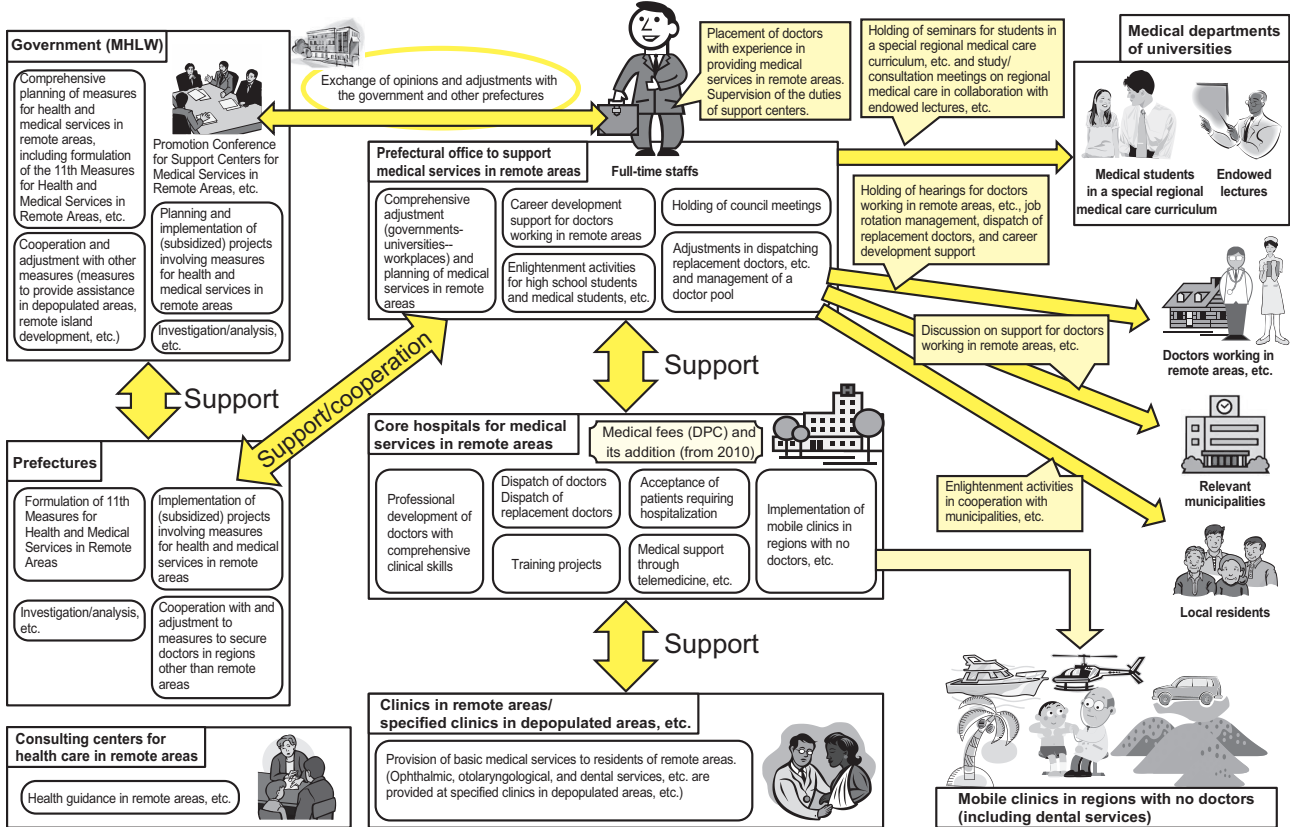 Government (MHLW)
Comprehensive
planning of measures
for health and
medical services in
remote areas,
including formulation
of the 11th Measures
for Health and
Medical Services in
Remote Areas, etc.
Cooperation and
adjustment with other
measures (measures
to provide assistance
in depopulated areas,
remote island
development, etc.)
Promotion Conference
for Support Centers for
Medical Services in
Remote Areas, etc.
Planning and
implementation of
(subsidized) projects
involving measures
for health and
medical services in
remote areas
Investigation/analysis,
etc.
Exchange of opinions and adjustments with
the government and other prefectures
Full-time staffs
Placement of doctors
with experience in
providing medical
services in remote areas.
Supervision of the duties
of support centers.
Holding of seminars for students in
a special regional medical care
curriculum, etc. and study/
consultation meetings on regional
medical care in collaboration with
endowed lectures, etc.
Medical departments
of universities
Medical students
in a special regional
medical care curriculum
Endowed
lectures
Prefectural office to support
medical services in remote areas
Comprehensive
adjustment
(governments-
universities--
workplaces) and
planning of medical
services in remote
areas
Career development
support for doctors
working in remote areas
Enlightenment activities
for high school students
and medical students, etc.
Holding of council meetings
Adjustments in dispatching
replacement doctors, etc.
and management of a
doctor pool
Holding of hearings for doctors
working in remote areas, etc., job
rotation management, dispatch of
replacement doctors, and career
development support
Discussion on support for doctors
working in remote areas, etc.
Doctors working in
remote areas, etc.
Relevant
municipalities
Enlightenment activities
in cooperation with
municipalities, etc.
Local residents
Support
Support/cooperation
Support
Prefectures
Formulation of 11th
Measures for
Health and Medical
Services in Remote
Areas
Investigation/analysis,
etc.
Implementation of
(subsidized) projects
involving measures
for health and medical
services in remote
areas
Cooperation with and
adjustment to
measures to secure
doctors in regions
other than remote
areas
Core hospitals for medical
services in remote areas
Medical fees (DPC) and
its addition (from 2010)
H
Professional
development of
doctors with
comprehensive
clinical skills
Dispatch of doctors
Dispatch of
replacement doctors
Training projects
Acceptance of
patients requiring
hospitalization
Medical support
through
telemedicine, etc.
Implementation of
mobile clinics in
regions with no
doctors, etc.
Support
Consulting centers for
health care in remote areas
Health guidance in remote areas, etc.
Clinics in remote areas/
specified clinics in depopulated areas, etc.
Provision of basic medical services to residents of remote areas.
(Ophthalmic, otolaryngological, and dental services, etc. are
provided at specified clinics in depopulated areas, etc.)
Mobile clinics in regions with no doctors
(including dental services)